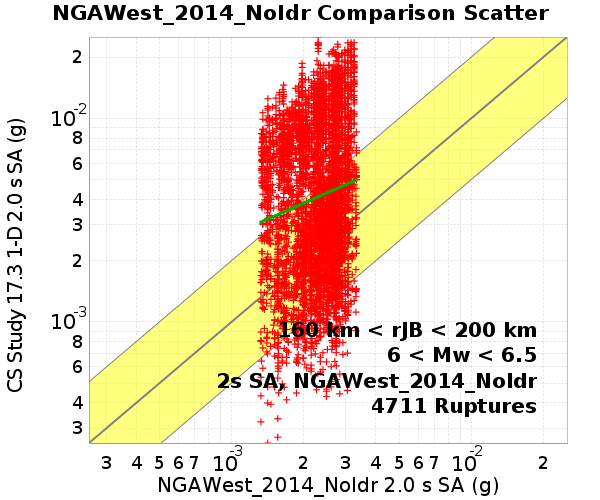 NGAWest_2014_NoIdr Comparison Scatter
CS Study 17.3 1-D 2.0 s SA (g)
2
10-2
8
6
4
3
2
10-3
8
6
4
3
160 km < rJB < 200 km
6 < Mw < 6.5
2s SA, NGAWest_2014_NoIdr
4711 Ruptures
3 4 5 6 7 10-3 2 3 4 5 6 7 10-2 2
NGAWest_2014_NoIdr 2.0 s SA (g)